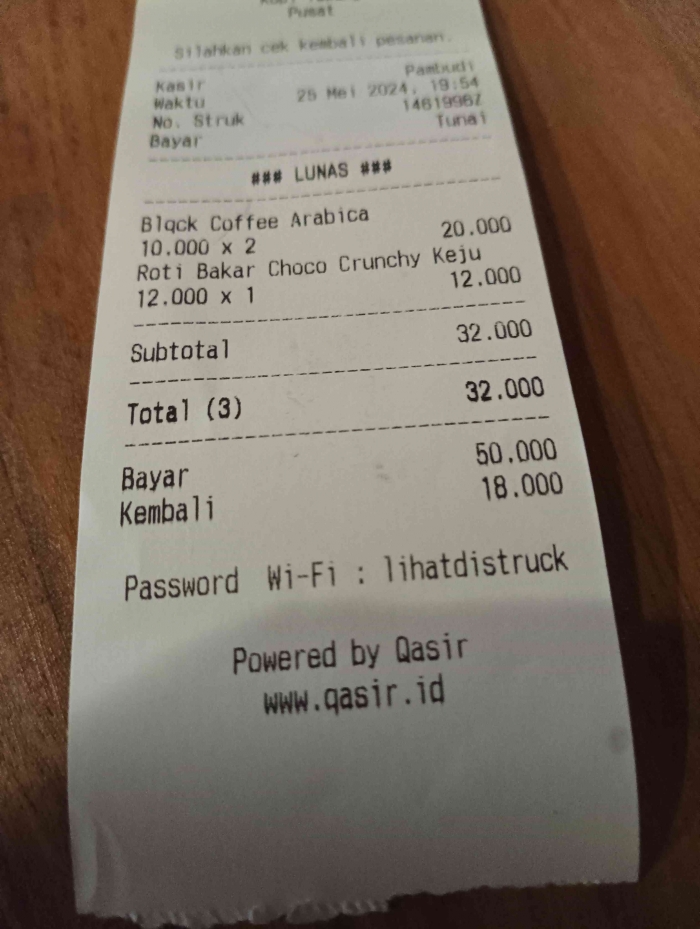 Pusat
Silahkan cek kembali pesanan.
Kasir Pambudi
Waktu 25 Mei 2024, 19:54
No. Struk 1461996Z
Bayar Tunai
### LUNAS ###
Blqck Coffee Arabica
10.000 x 2 20.000
Roti Bakar Choco Crunchy Keju
12.000 x 1 12.000
Subtotal 32.000
Total (3) 32.000
Bayar 50.000
Kembali 18.000
Password Wi-Fi : lihatdistruck
Powered by Qasir
www.qasir.id